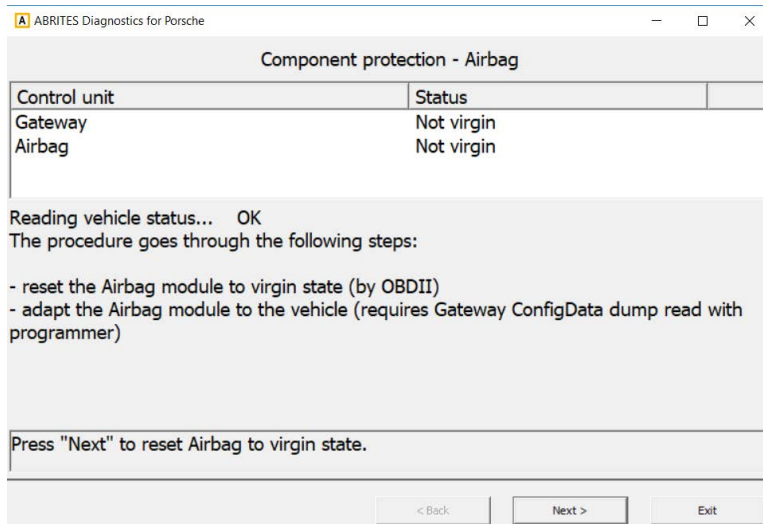 A ABRITES Diagnostics for Porsche
Component protection - Airbag
Control unit Status
Gateway Not virgin
Airbag Not virgin
Reading vehicle status... OK
The procedure goes through the following steps:
- reset the Airbag module to virgin state (by OBDII)
- adapt the Airbag module to the vehicle (requires Gateway ConfigData dump read with
programmer)
Press "Next" to reset Airbag to virgin state.
< Back Next > Exit